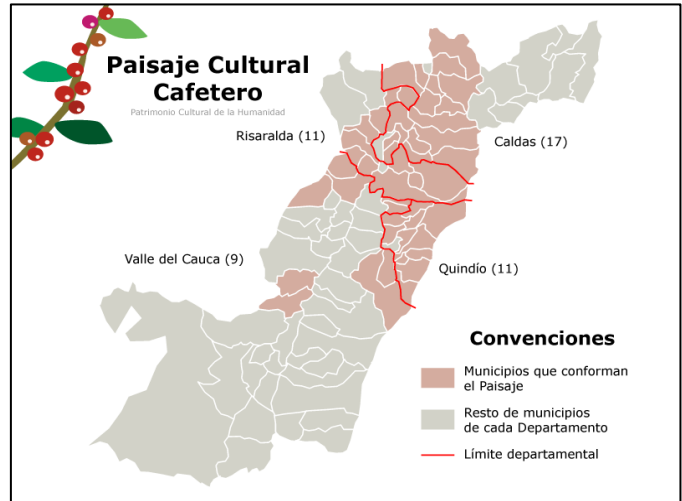 Paisaje Cultural
Cafetero
Patrimonio Cultural de la Humanidad
Risaralda (11)
Caldas (17)
Valle del Cauca (9)
Quindío (11)
Convenciones
Municipios que conforman
el Paisaje
Resto de municipios
de cada Departamento
Límite departamental